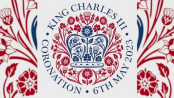 • KING CHARLES III •
CORONATION • 6TH MAY 2023